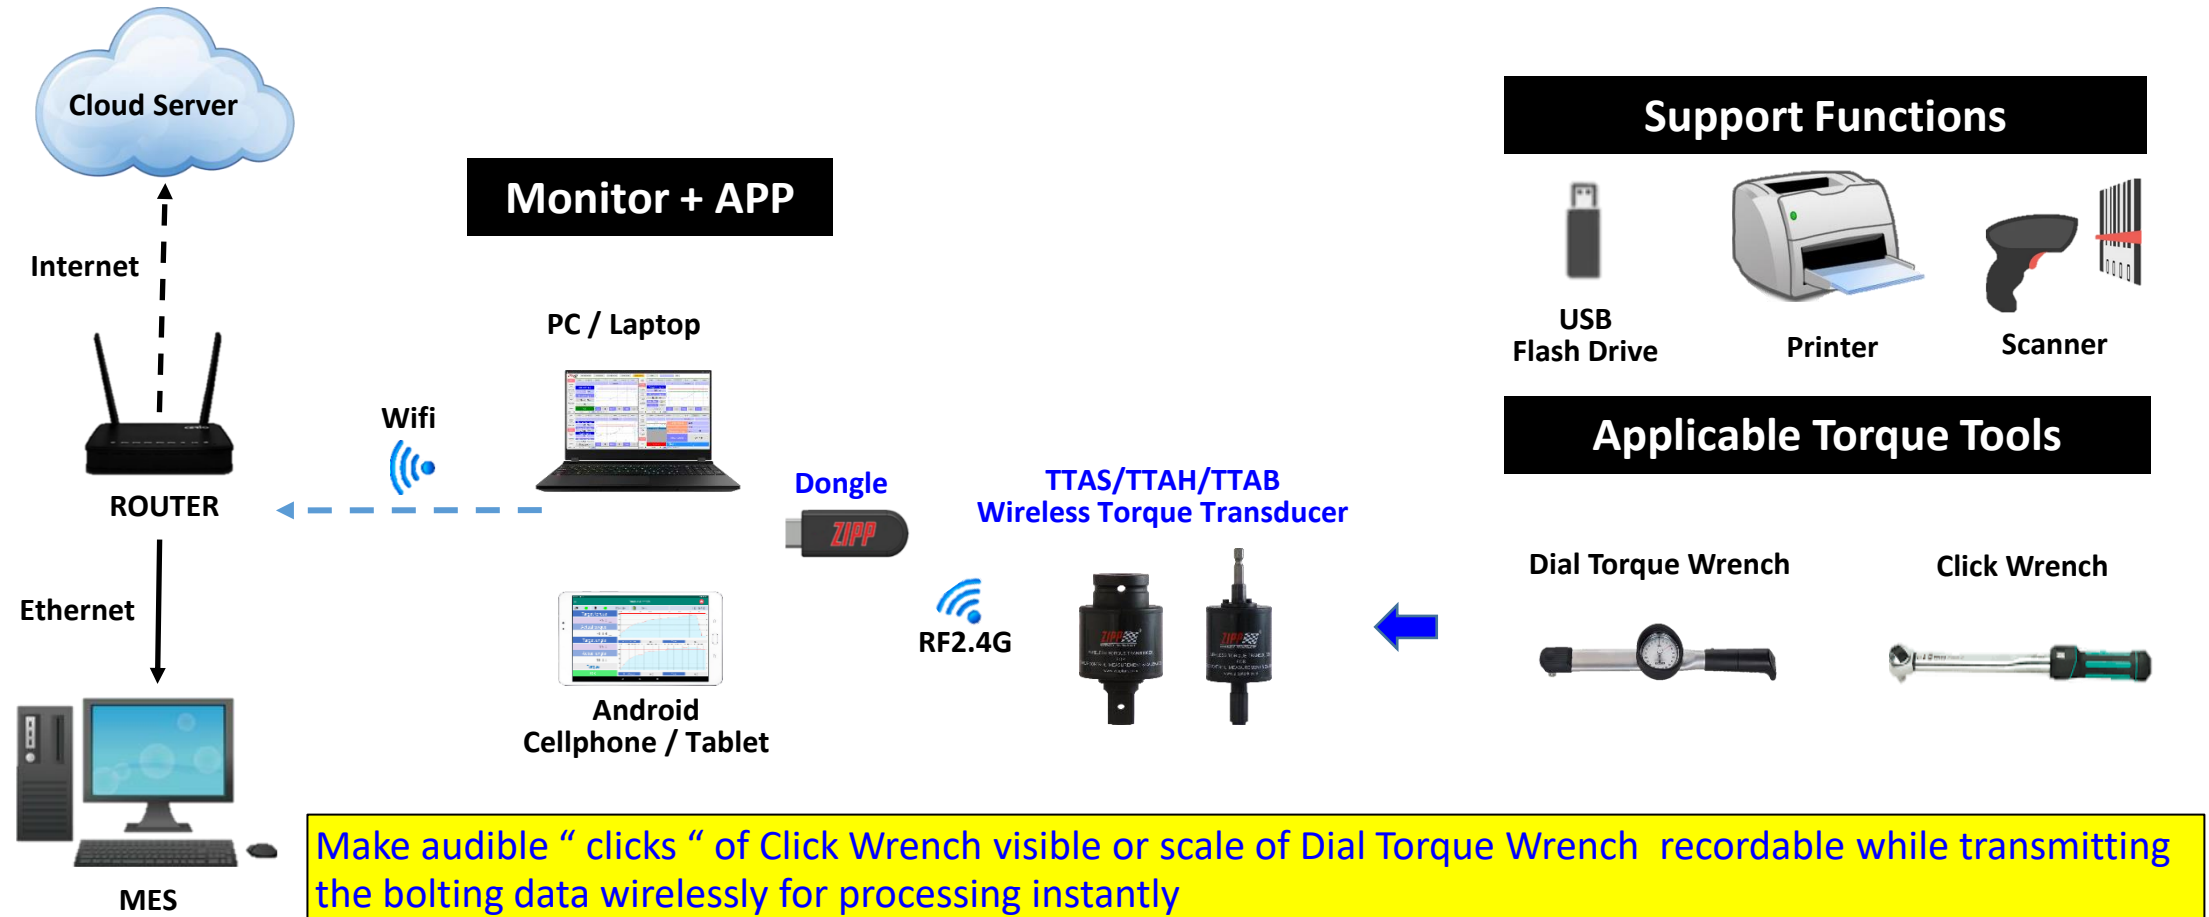 Cloud Server
Internet
ROUTER
Ethernet
MES
Monitor + APP
Wifi
PC / Laptop
Dongle
ZIPP
Android
Cellphone / Tablet
RF2.4G
TTAS/TTAH/TTAB
Wireless Torque Transducer
ZIPP
ZIPP
Support Functions
USB
Flash Drive
Printer
Scanner
Applicable Torque Tools
Dial Torque Wrench
Click Wrench
Make audible “ clicks “ of Click Wrench visible or scale of Dial Torque Wrench  recordable while transmitting
the bolting data wirelessly for processing instantly